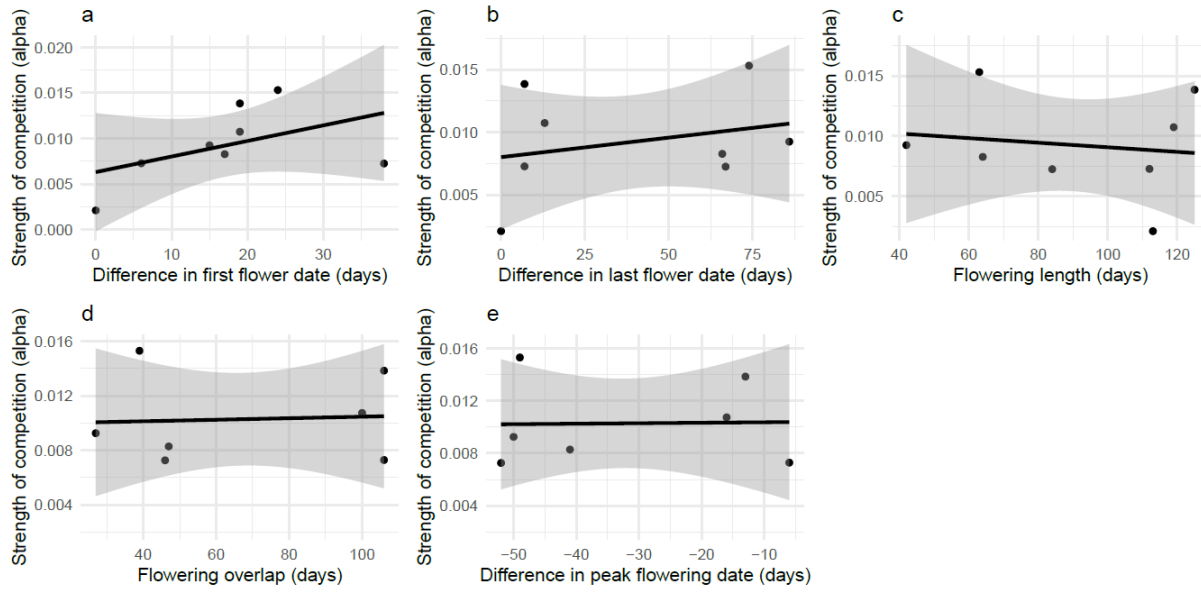 a
Strength of competition (alpha)
0.020
0.015
0.010
0.005
0.000
0
10
20
30
Difference in first flower date (days)
b
Strength of competition (alpha)
0.015
0.010
0.005
0
25
50
75
Difference in last flower date (days)
c
Strength of competition (alpha)
0.015
0.010
0.005
40
60
80
100
120
Flowering length (days)
d
Strength of competition (alpha)
0.016
0.012
0.008
0.004
40
60
80
100
Flowering overlap (days)
e
Strength of competition (alpha)
0.016
0.012
0.008
0.004
−50
−40
−30
−20
−10
Difference in peak flowering date (days)